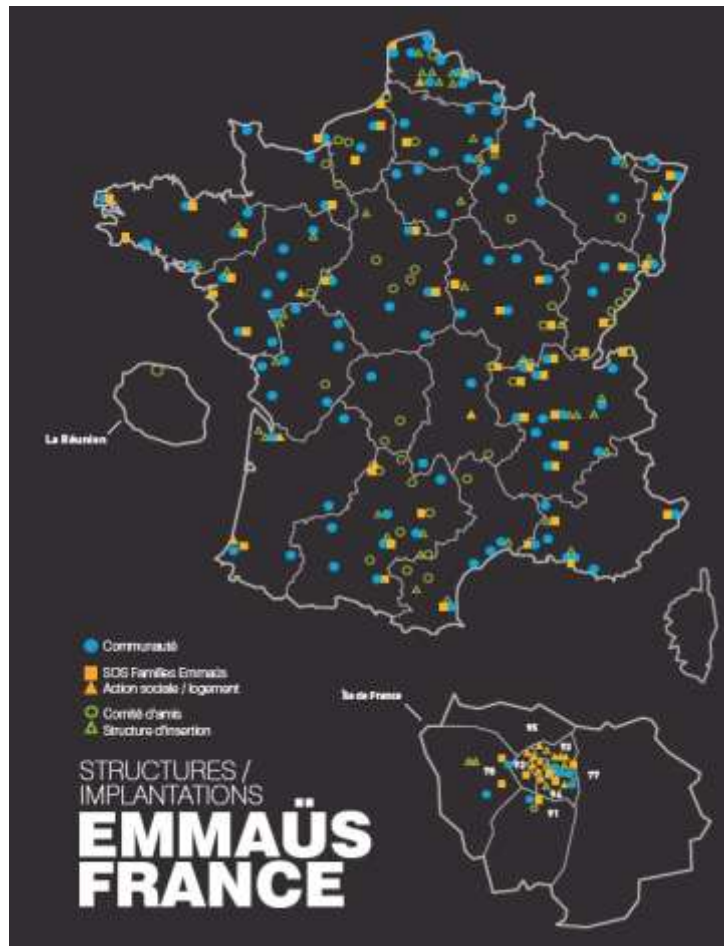 La Réunion
Communauté
SOS Familles Emmaüs
Action sociale / logement
Comité d'amis
Structure d'insertion
Île de France
95
93
78
92
77
94
91
STRUCTURES /
IMPLANTATIONS
EMMAÜS
FRANCE